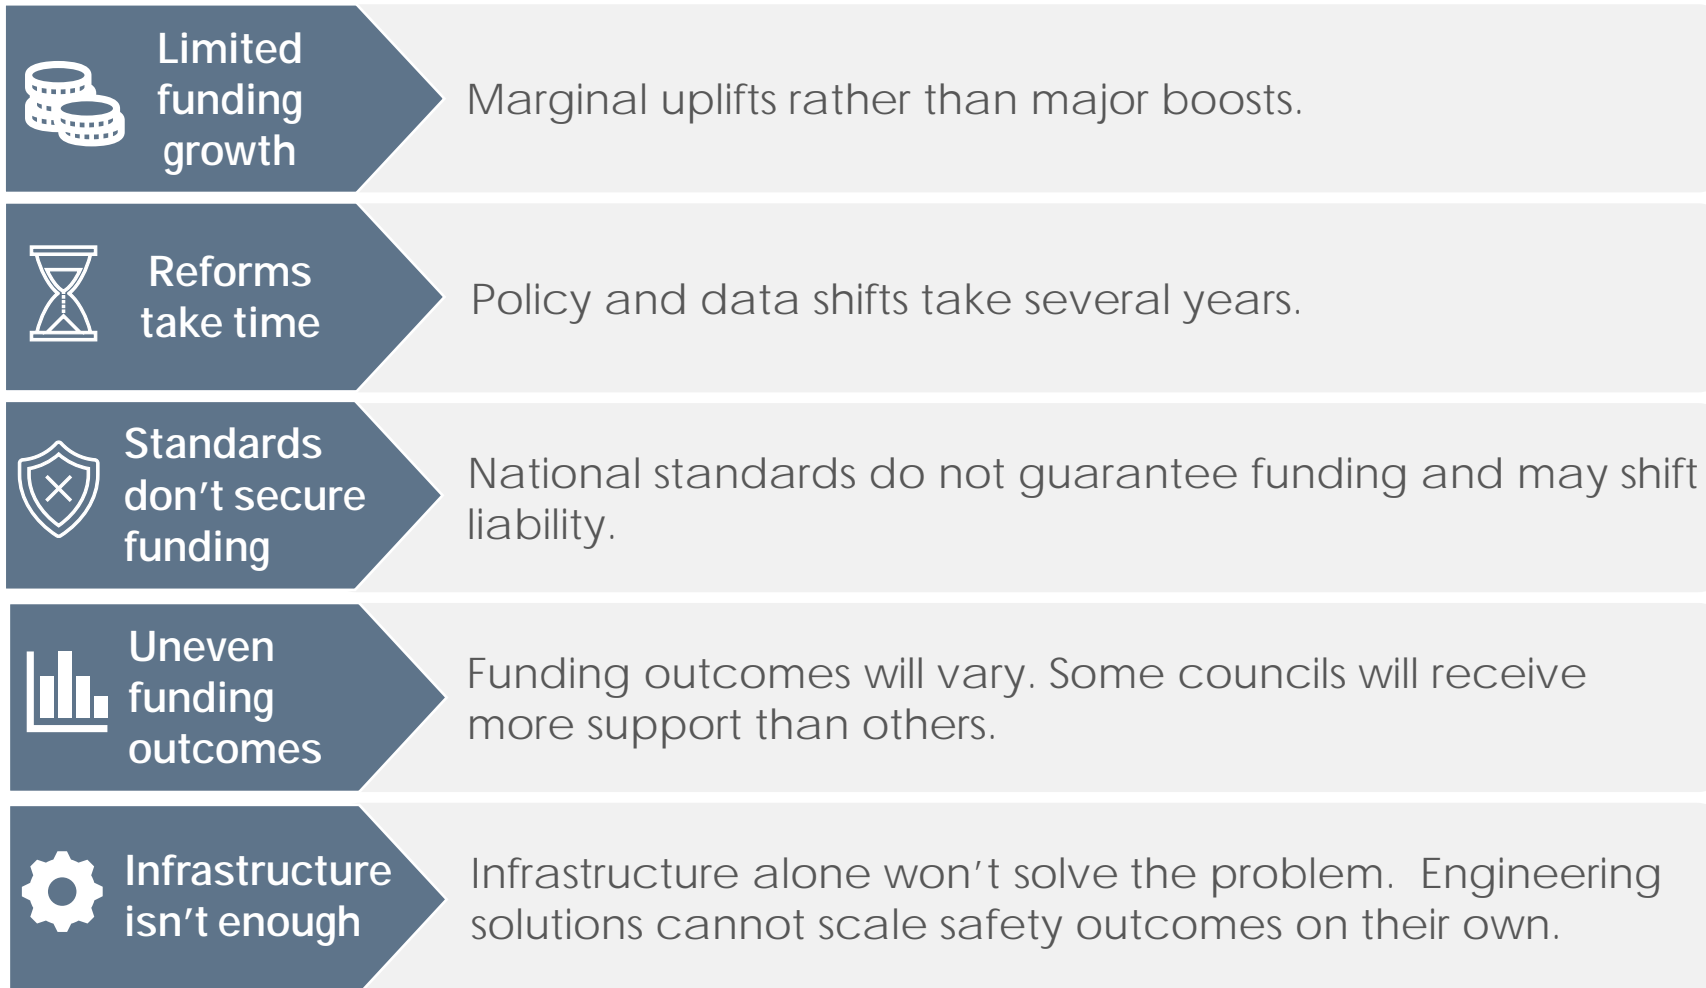 Limited
funding
growth
Marginal uplifts rather than major boosts.
Reforms
take time
Policy and data shifts take several years.
Standards
don’t secure
funding
National standards do not guarantee funding and may shift
liability.
Uneven
funding
outcomes
Funding outcomes will vary. Some councils will receive
more support than others.
Infrastructure
isn’t enough
Infrastructure alone won’t solve the problem.  Engineering
solutions cannot scale safety outcomes on their own.